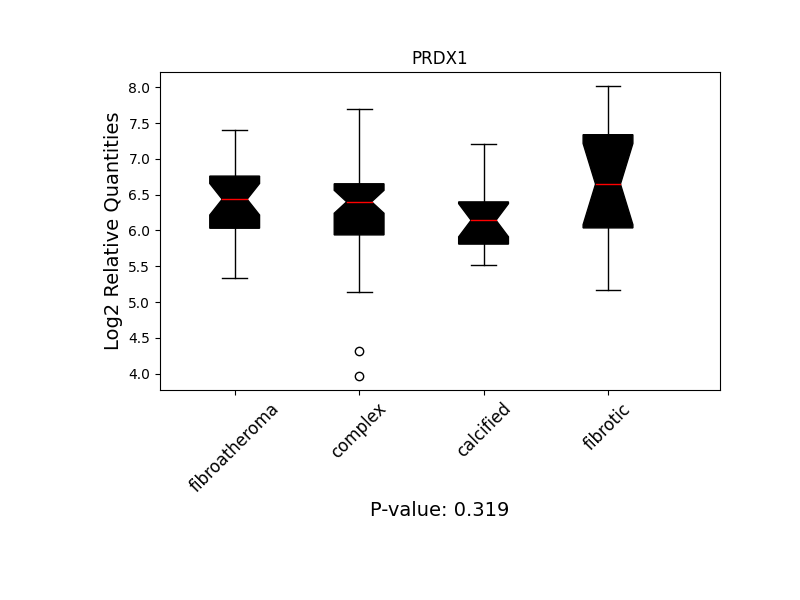 PRDX1
Log2 Relative Quantities
8.0
7.5
7.0
6.5
6.0
5.5
5.0
4.5
4.0
fibroatheroma
complex
calcified
fibrotic
P-value: 0.319